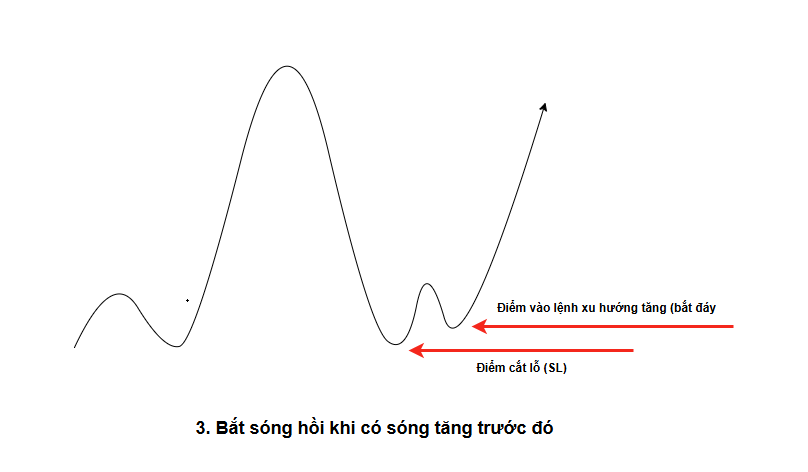 Điểm vào lệnh xu hướng tăng (bắt đáy
Điểm cắt lỗ (SL)
3. Bắt sóng hồi khi có sóng tăng trước đó